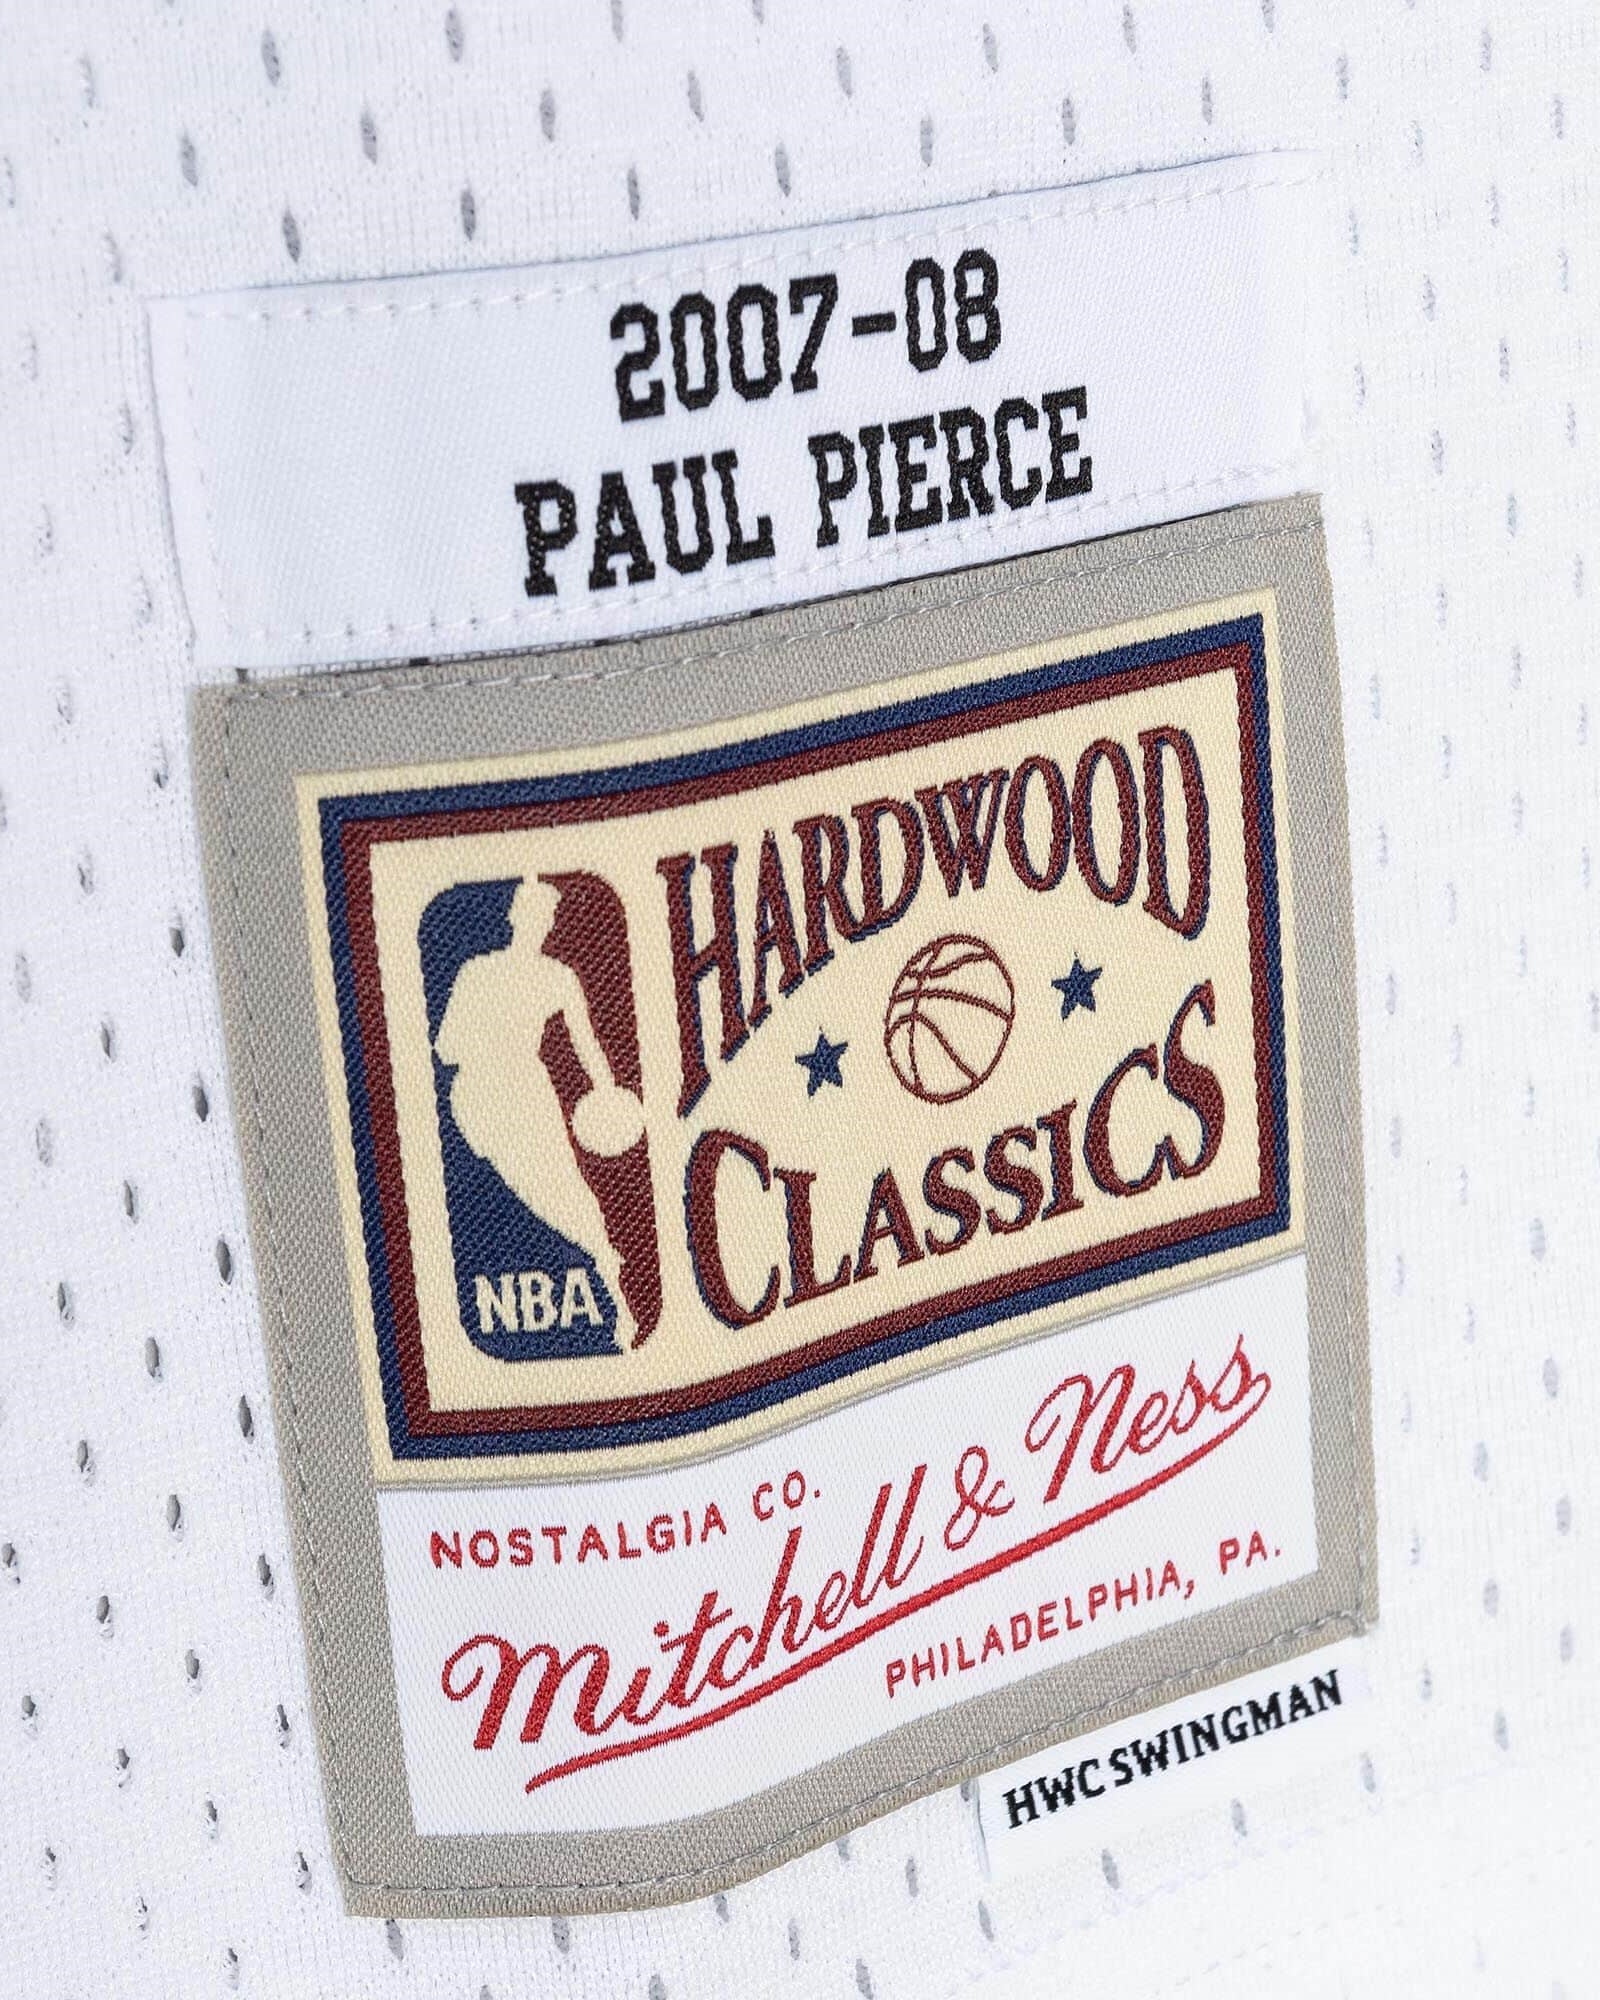 2007-08
PAUL PIERCE
HARDWOOD
CLASSICS
NBA
NOSTALGIA CO.
Mitchell & Ness
PHILADELPHIA, PA.
HWC SWINGMAN